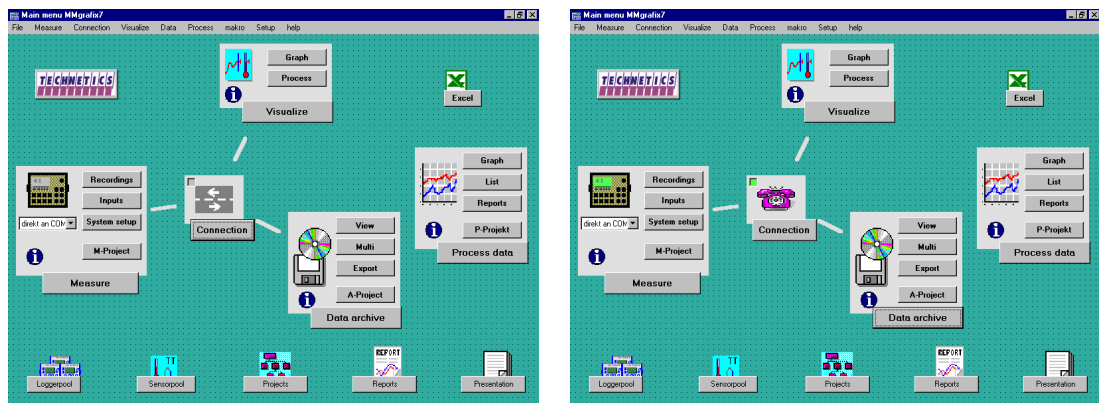 Main menu MMgrafix7
File Measure Connection Visualize Data Process makro Setup help
TECHNETICS
Graph
Process
Visualize
Excel
Recordings
Inputs
direkt an COM
System setup
M-Project
Measure
Connection
View
Multi
Export
A-Project
Data archive
Graph
List
Reports
P-Projekt
Process data
Loggerpool
TT
Sensorpool
Projects
REPORT
Reports
Presentation
Main menu MMgrafix7
File Measure Connection Visualize Data Process makro Setup help
TECHNETICS
Graph
Process
Visualize
Excel
Recordings
Inputs
direkt an COM
System setup
M-Project
Measure
Connection
View
Multi
Export
A-Project
Data archive
Graph
List
Reports
P-Projekt
Process data
Loggerpool
TT
Sensorpool
Projects
REPORT
Reports
Presentation